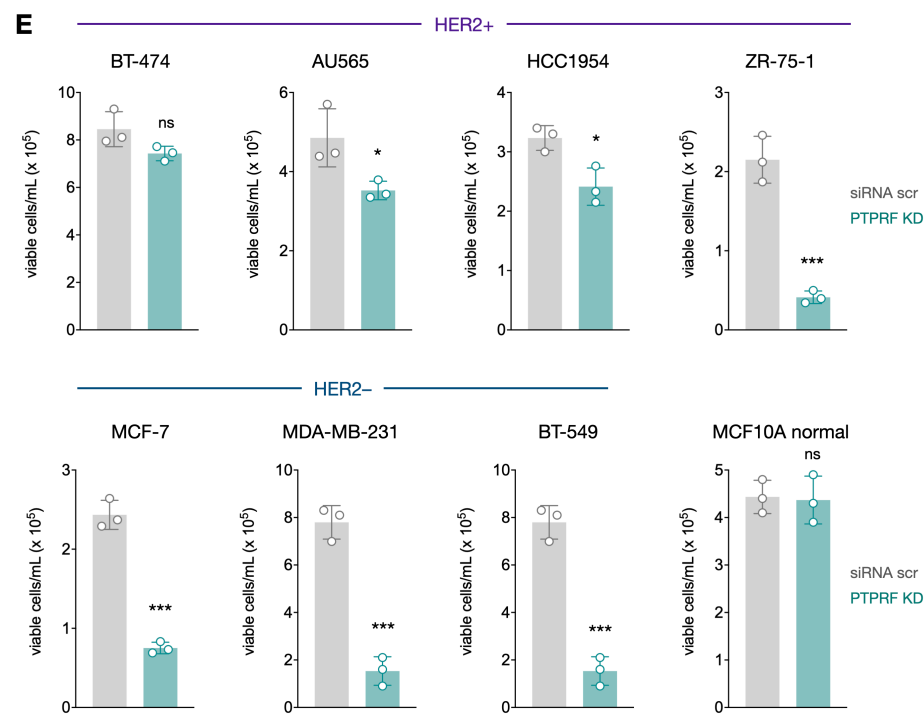 E
HER2+
BT-474
AU565
HCC1954
ZR-75-1
viable cells/mL (x 10⁵)
10
8
6
4
2
0
ns
viable cells/mL (x 10⁵)
6
4
2
0
*
viable cells/mL (x 10⁵)
4
3
2
1
0
*
viable cells/mL (x 10⁵)
3
2
1
0
***
siRNA scr
PTPRF KD
HER2–
MCF-7
MDA-MB-231
BT-549
MCF10A normal
viable cells/mL (x 10⁵)
3
2
1
0
***
viable cells/mL (x 10⁵)
10
8
6
4
2
0
***
viable cells/mL (x 10⁵)
10
8
6
4
2
0
***
viable cells/mL (x 10⁵)
5
4
3
2
1
0
ns
siRNA scr
PTPRF KD